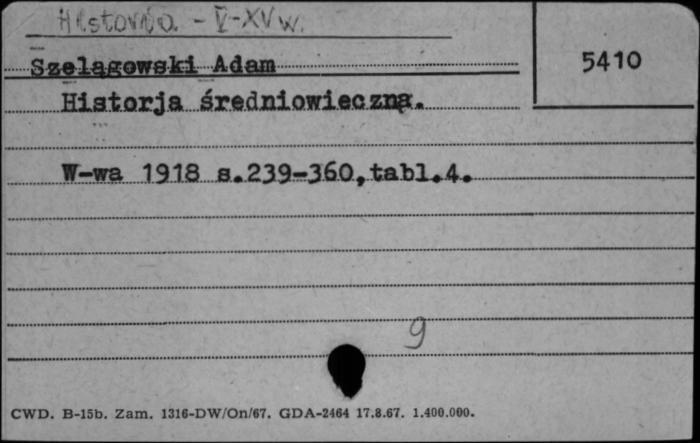 Historia - V-XVw.
Szelągowski Adam
5410
Historja średniowieczna.
W-wa 1918 s.239-360,tabl.4.
9
CWD. B-15b. Zam. 1316-DW/On/67. GDA-2464 17.8.67. 1.400.000.